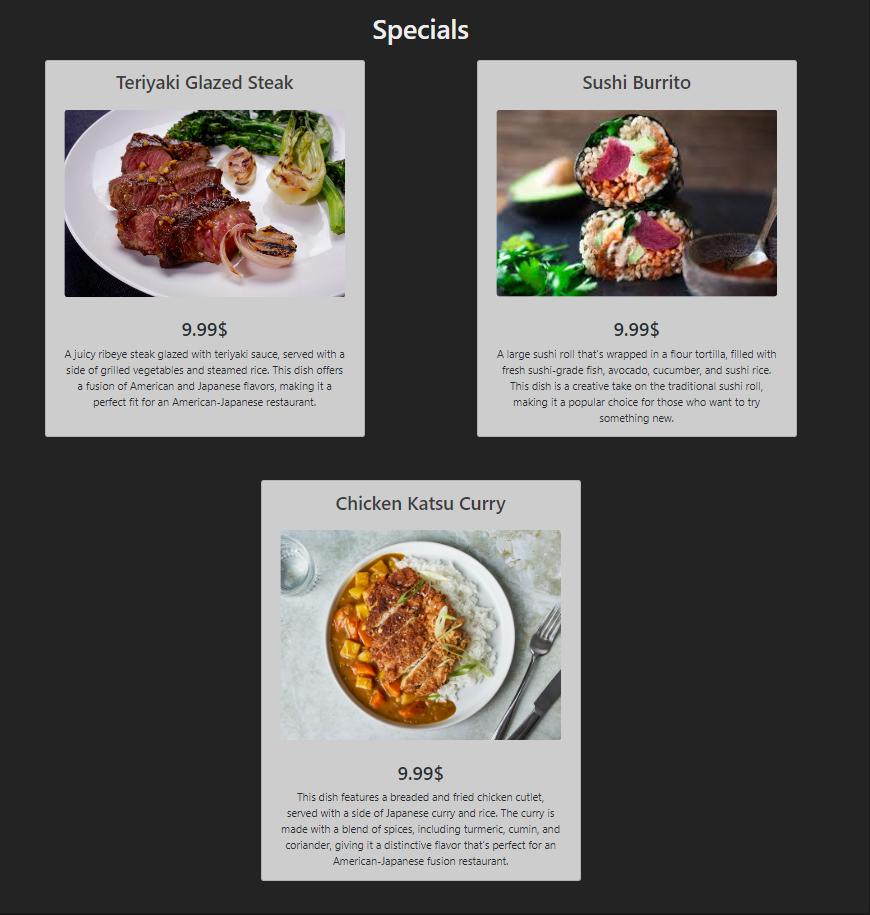 Specials
Teriyaki Glazed Steak
9.99$
A juicy ribeye steak glazed with teriyaki sauce, served with a
side of grilled vegetables and steamed rice. This dish offers
a fusion of American and Japanese flavors, making it a
perfect fit for an American-Japanese restaurant.
Sushi Burrito
9.99$
A large sushi roll that's wrapped in a flour tortilla, filled with
fresh sushi-grade fish, avocado, cucumber, and sushi rice.
This dish is a creative take on the traditional sushi roll,
making it a popular choice for those who want to try
something new.
Chicken Katsu Curry
9.99$
This dish features a breaded and fried chicken cutlet,
served with a side of Japanese curry and rice. The curry is
made with a blend of spices, including turmeric, cumin, and
coriander, giving it a distinctive flavor that's perfect for an
American-Japanese fusion restaurant.